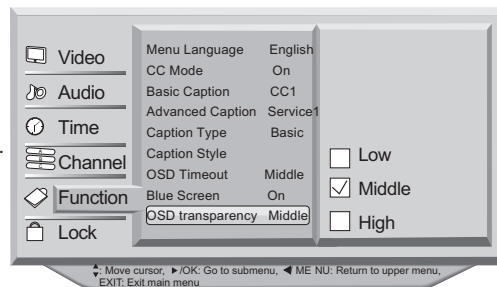 Video
Audio
Time
Channel
Function
Lock
Menu Language English
CC Mode On
Basic Caption CC1
Advanced Caption Service1
Caption Type Basic
Caption Style
OSD Timeout Middle
Blue Screen On
OSD transparency Middle
Low
Middle
High
: Move cursor, ►/OK: Go to submenu, ◄ ME NU: Return to upper menu,
EXIT: Exit main menu